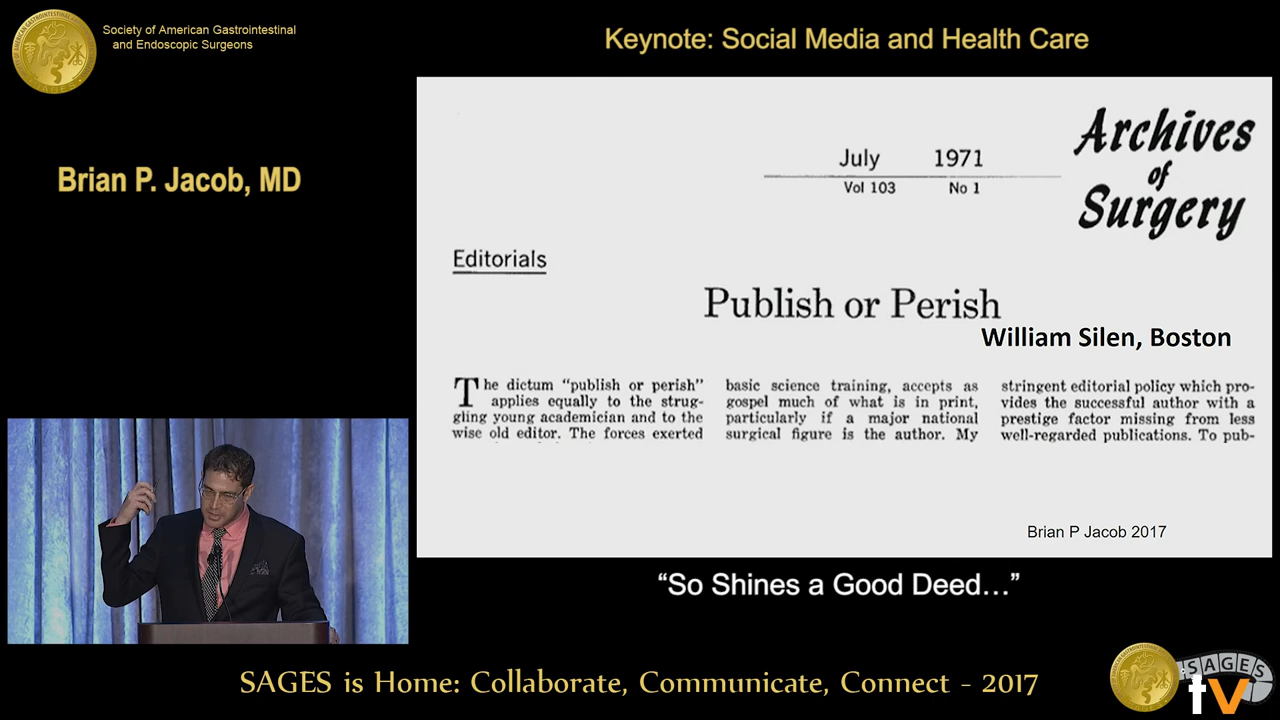 Society of American Gastrointestinal
and Endoscopic Surgeons
Keynote: Social Media and Health Care
Brian P. Jacob, MD
Archives
of
Surgery
July 1971
Vol 103 No 1
Editorials
Publish or Perish
William Silen, Boston
The dictum “publish or perish”
applies equally to the strug-
gling young academician and to the
wise old editor. The forces exerted
basic science training, accepts as
gospel much of what is in print,
particularly if a major national
surgical figure is the author. My
stringent editorial policy which pro-
vides the successful author with a
prestige factor missing from less
well-regarded publications. To pub-
Brian P Jacob 2017
“So Shines a Good Deed…”
SAGES is Home: Collaborate, Communicate, Connect - 2017
SAGES
tv